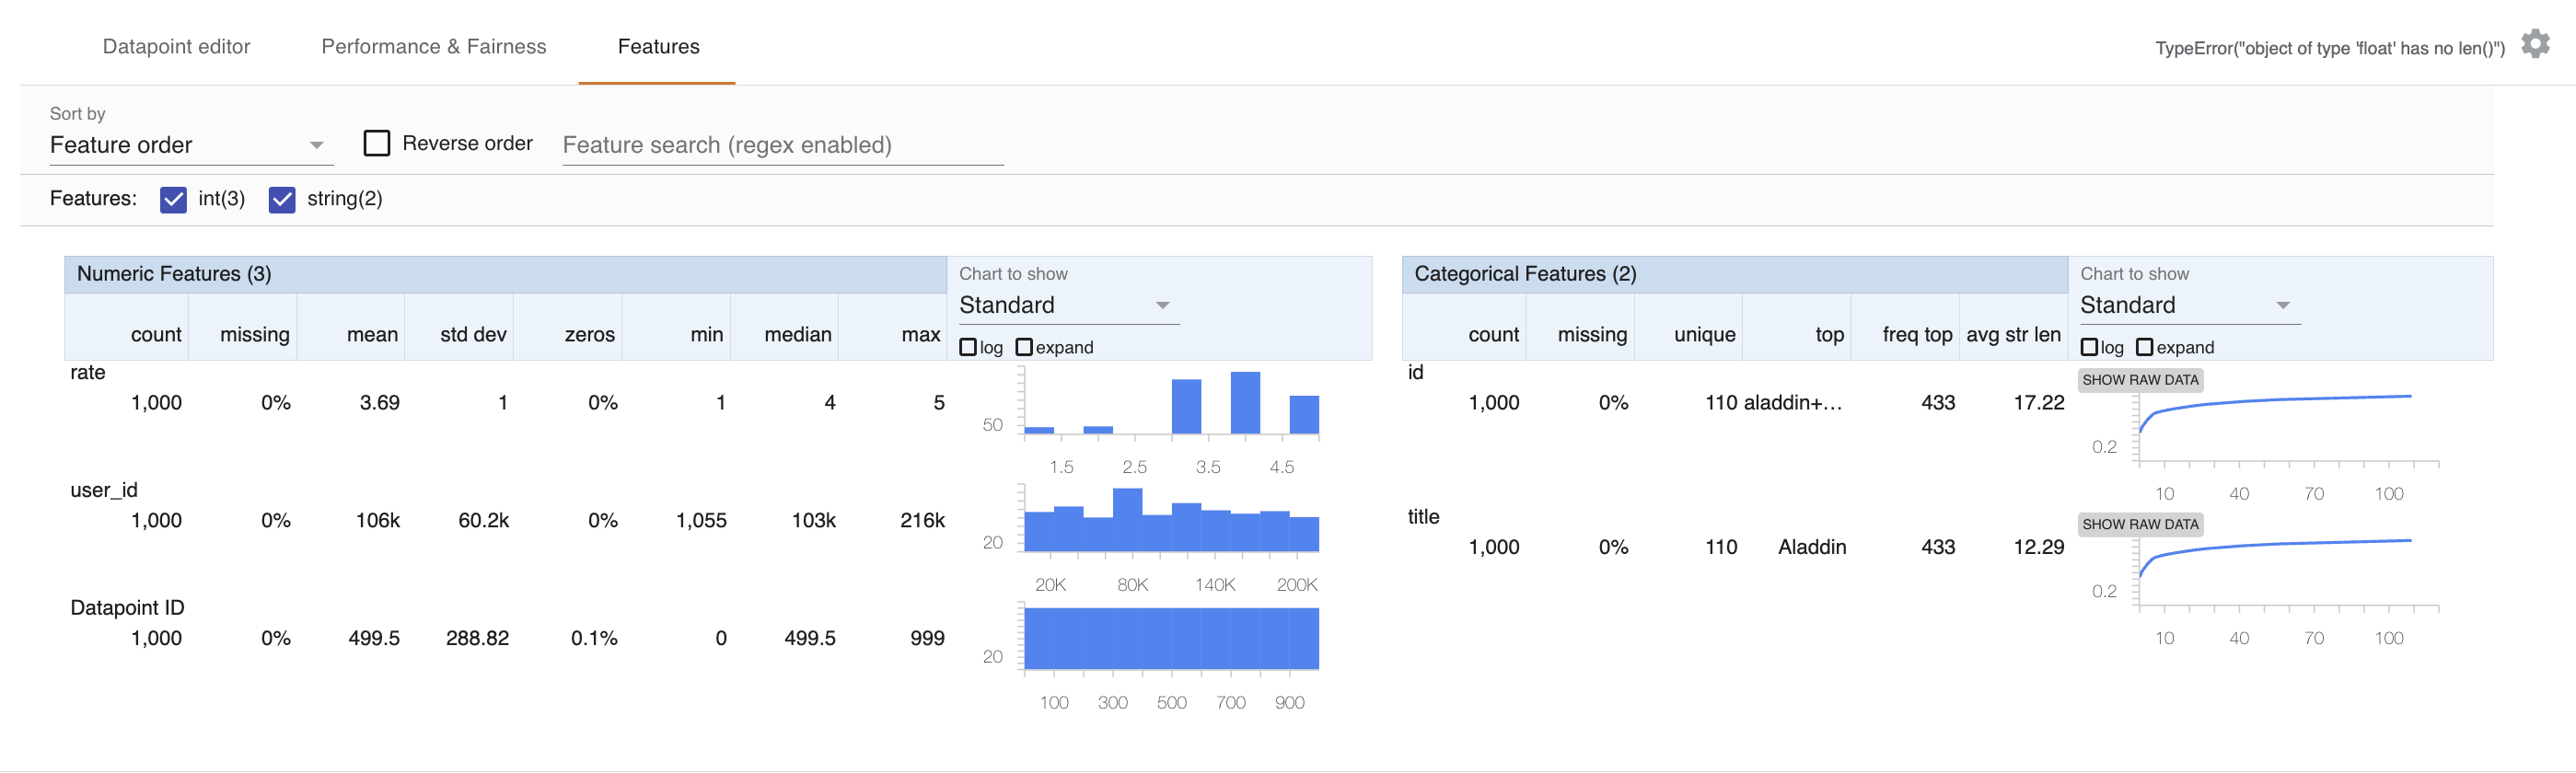 Datapoint editor Performance & Fairness Features TypeError("object of type 'float' has no len()")
Sort by
Feature order Reverse order Feature search (regex enabled)
Features: int(3) string(2)
Numeric Features (3) Chart to show
Standard
count missing mean std dev zeros min median max
log expand
rate
1,000 0% 3.69 1 0% 1 4 5
50
1.5 2.5 3.5 4.5
user_id
1,000 0% 106k 60.2k 0% 1,055 103k 216k
20
20K 80K 140K 200K
Datapoint ID
1,000 0% 499.5 288.82 0.1% 0 499.5 999
20
100 300 500 700 900
Categorical Features (2) Chart to show
Standard
count missing unique top freq top avg str len
log expand
id
SHOW RAW DATA
1,000 0% 110 aladdin+... 433 17.22
0.2
10 40 70 100
title
SHOW RAW DATA
1,000 0% 110 Aladdin 433 12.29
0.2
10 40 70 100